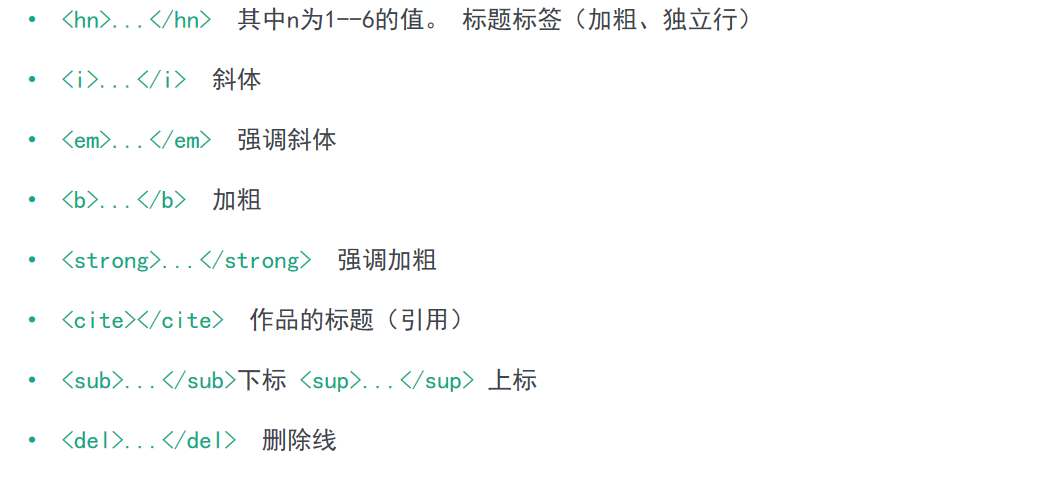 • <hn>...</hn> 其中n为1--6的值。 标题标签（加粗、独立行）
• <i>...</i> 斜体
• <em>...</em> 强调斜体
• <b>...</b> 加粗
• <strong>...</strong> 强调加粗
• <cite></cite> 作品的标题（引用）
• <sub>...</sub>下标 <sup>...</sup> 上标
• <del>...</del> 删除线